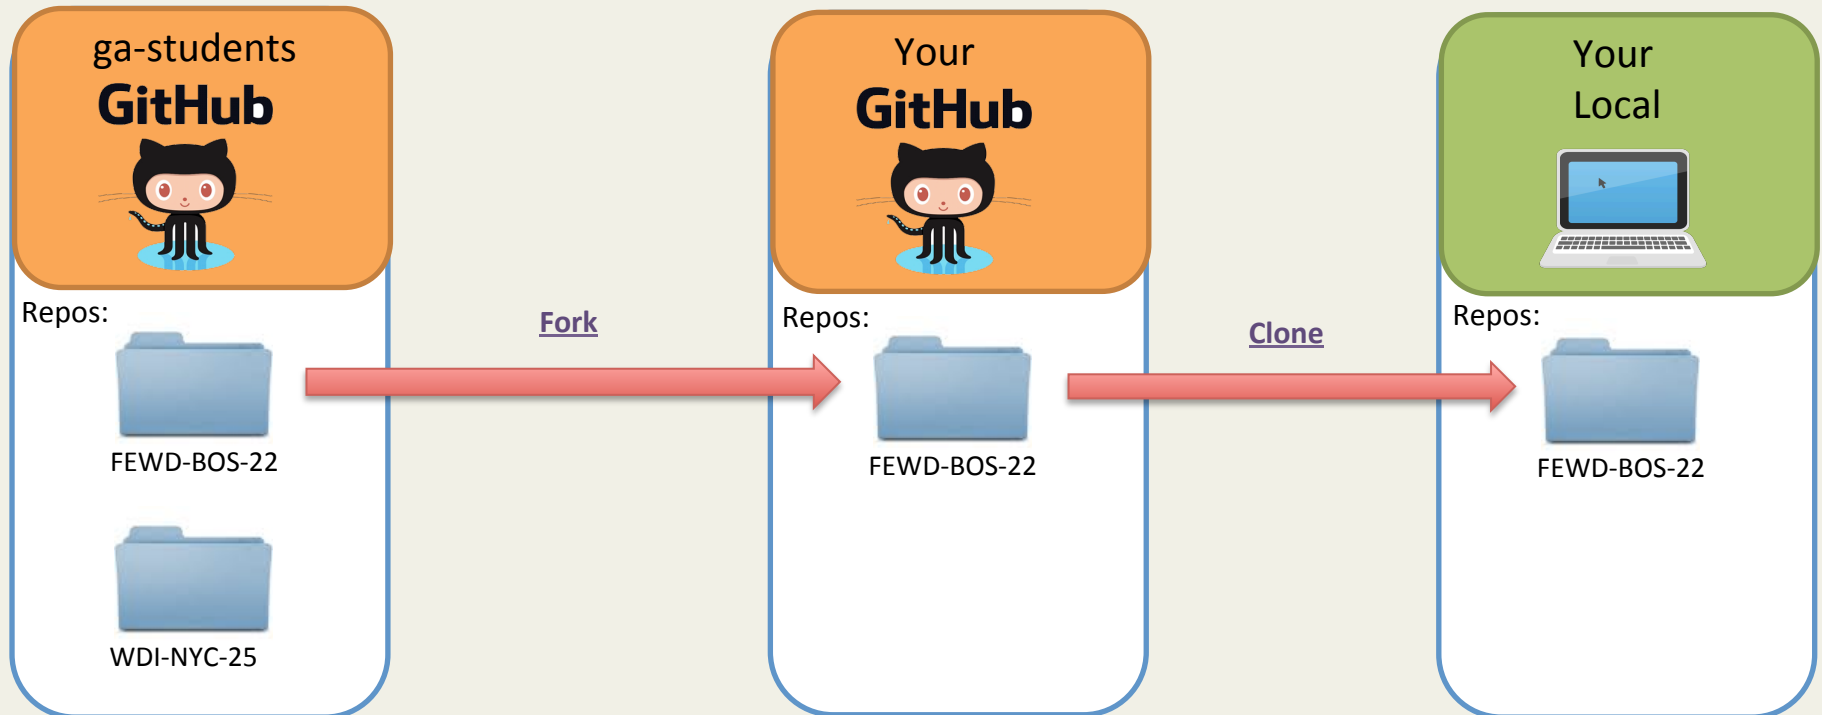 ga-students
GitHub
Repos:
FEWD-BOS-22
WDI-NYC-25
Fork
Your
GitHub
Repos:
FEWD-BOS-22
Clone
Your
Local
Repos:
FEWD-BOS-22